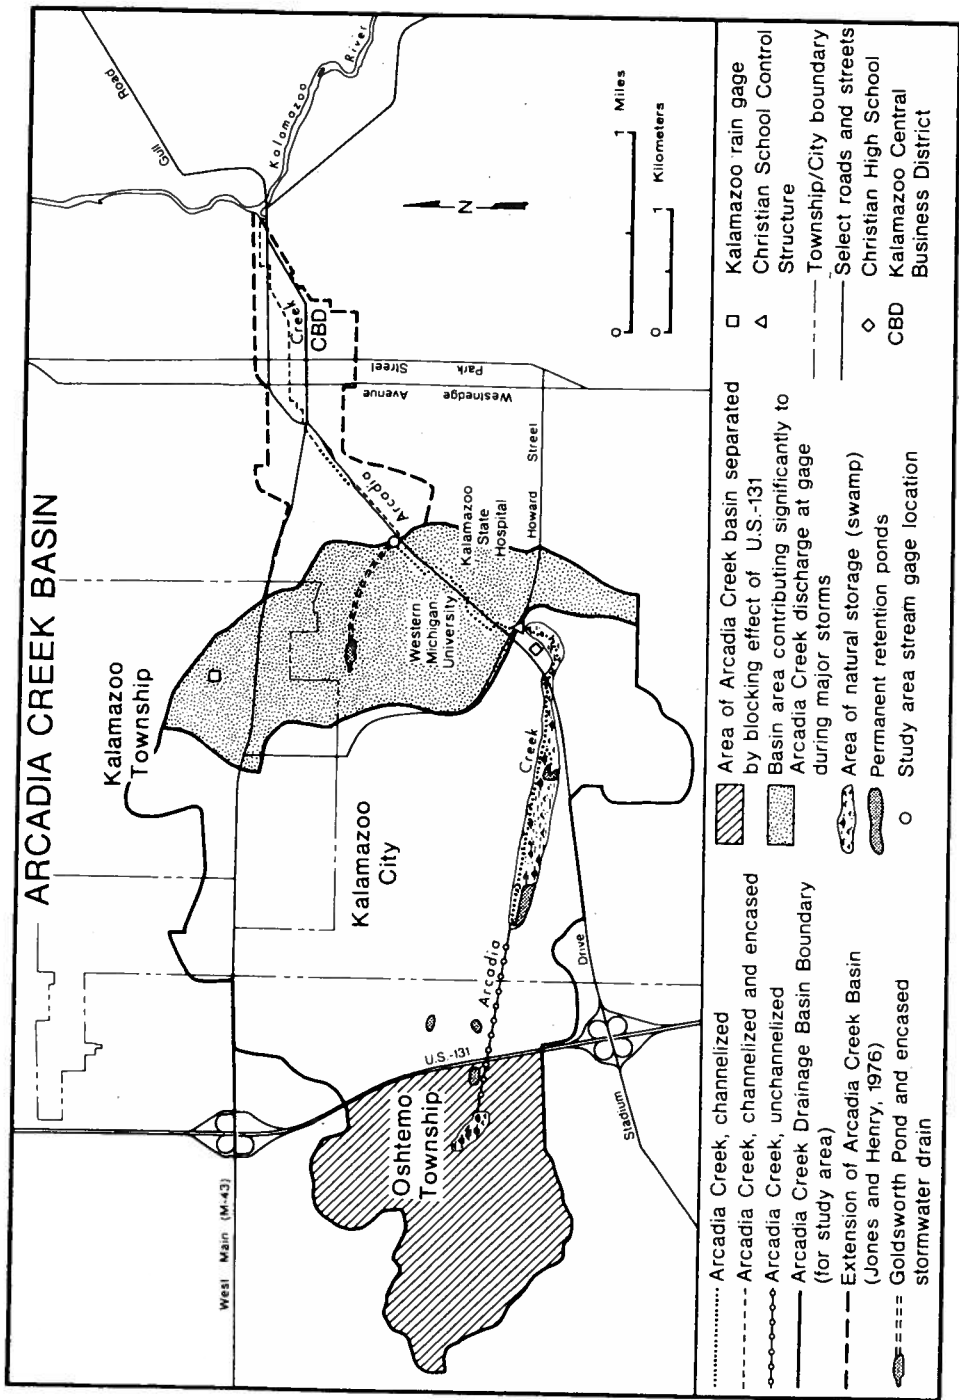 ARCADIA CREEK BASIN
Kalamazoo
Township
Kalamazoo
City
Oshtemo
Township
West Main (M-43)
U.S.-131
Arcadia
Creek
Stadium
Drive
Western
Michigan
University
Kalamazoo
State
Hospital
Howard Street
Arcadia
Creek
CBD
Westnedge Avenue
Park Street
Gull Road
Kalamazoo River
N
0 1 Miles
0 1 Kilometers
Arcadia Creek, channelized
Arcadia Creek, channelized and encased
Arcadia Creek, unchannelized
Arcadia Creek Drainage Basin Boundary
(for study area)
Extension of Arcadia Creek Basin
(Jones and Henry, 1976)
Goldsworth Pond and encased
stormwater drain
Area of Arcadia Creek basin separated
by blocking effect of U.S.-131
Basin area contributing significantly to
Arcadia Creek discharge at gage
during major storms
Area of natural storage (swamp)
Permanent retention ponds
Study area stream gage location
Kalamazoo rain gage
Christian School Control
Structure
Township/City boundary
Select roads and streets
Christian High School
CBD Kalamazoo Central
Business District